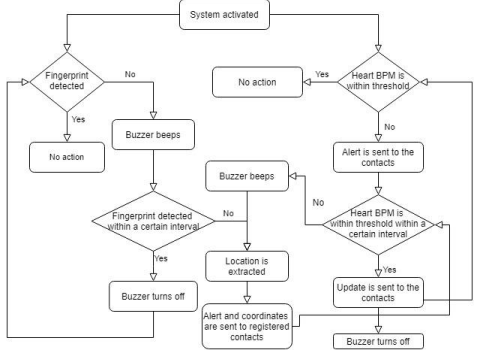 System activated
Fingerprint
detected
No
Yes
No action
Buzzer beeps
Fingerprint detected
within a certain interval
No
Yes
Buzzer turns off
No action
Yes
Heart BPM is
within threshold
No
Alert is sent to the
contacts
Buzzer beeps
No
Heart BPM is
within threshold within a
certain interval
Yes
Location is
extracted
Update is sent to the
contacts
Alert and coordinates
are sent to registered
contacts
Buzzer turns off